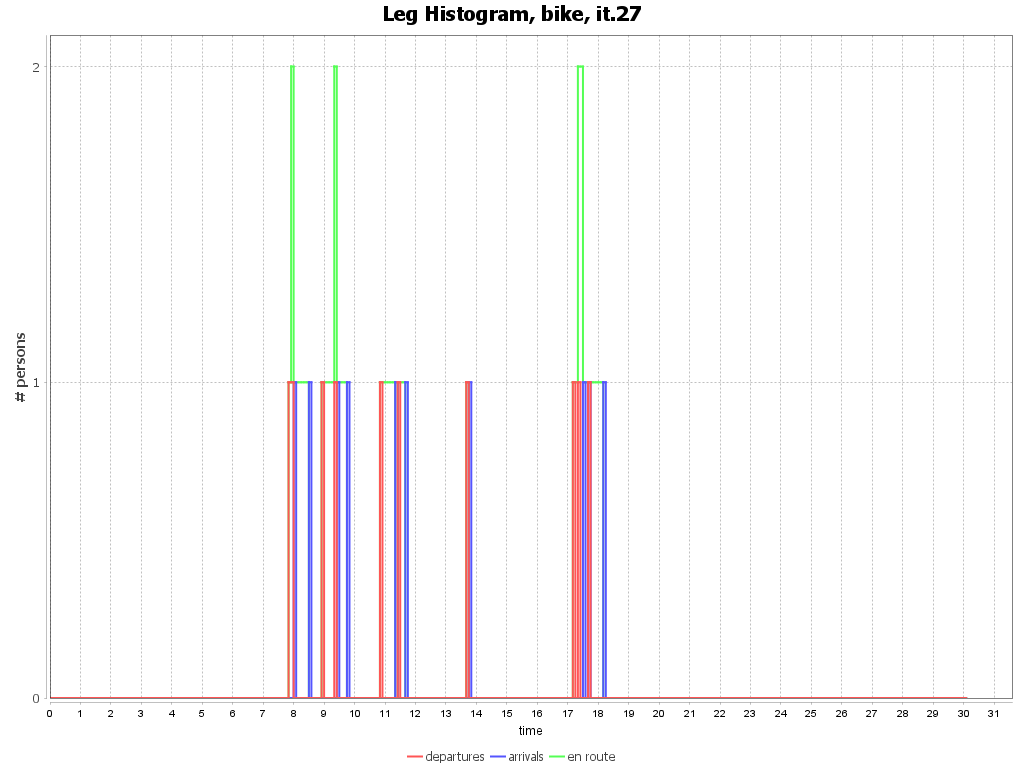 Leg Histogram, bike, it.27
# persons
2
1
0
0 1 2 3 4 5 6 7 8 9 10 11 12 13 14 15 16 17 18 19 20 21 22 23 24 25 26 27 28 29 30 31
time
departures arrivals en route